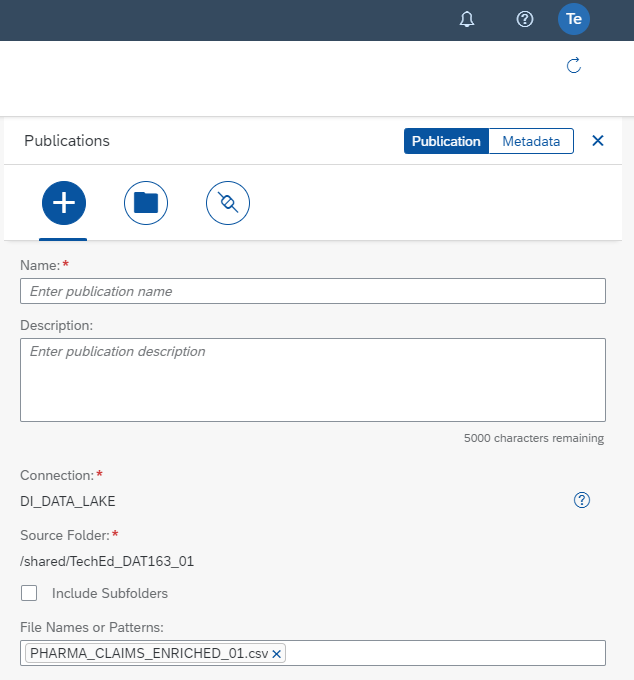 Te
Publications
Publication
Metadata
Name:*
Enter publication name
Description:
Enter publication description
5000 characters remaining
Connection:*
DI_DATA_LAKE
Source Folder:*
/shared/TechEd_DAT163_01
Include Subfolders
File Names or Patterns:
PHARMA_CLAIMS_ENRICHED_01.csv